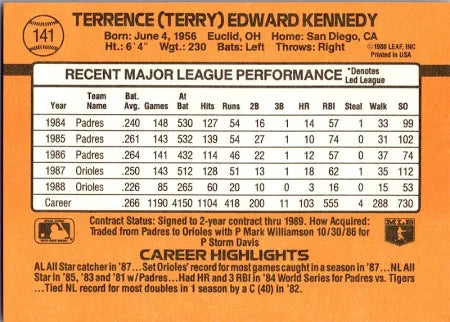 141
TERRENCE (TERRY) EDWARD KENNEDY
Born: June 4, 1956 Euclid, OH Home: San Diego, CA
Ht.: 6'4" Wgt.: 230 Bats: Left Throws: Right
© 1988 LEAF, INC.
Printed in USA
RECENT MAJOR LEAGUE PERFORMANCE *Denotes Led League
Year Team Name Bat. Avg. Games At Bat Hits Runs 2B 3B HR RBI Steal Walk SO
1984 Padres .240 148 530 127 54 16 1 14 57 1 33 99
1985 Padres .261 143 532 139 54 27 1 10 74 0 31 102
1986 Padres .264 141 432 114 46 22 1 12 57 0 37 74
1987 Orioles .250 143 512 128 51 13 1 18 62 1 35 112
1988 Orioles .226 85 265 60 20 10 0 3 16 0 15 53
Career .266 1190 4150 1104 418 200 11 103 555 4 288 730
Contract Status: Signed to 2-year contract thru 1989. How Acquired:
Traded from Padres to Orioles with P Mark Williamson 10/30/86 for
P Storm Davis
MLB
CAREER HIGHLIGHTS
AL All Star catcher in '87...Set Orioles' record for most games caught in a season in '87...NL All
Star in '85, '83 and '81 w/Padres...Had HR and 3 RBI in '84 World Series for Padres vs. Tigers
...Tied NL record for most doubles in 1 season by a C (40) in '82.